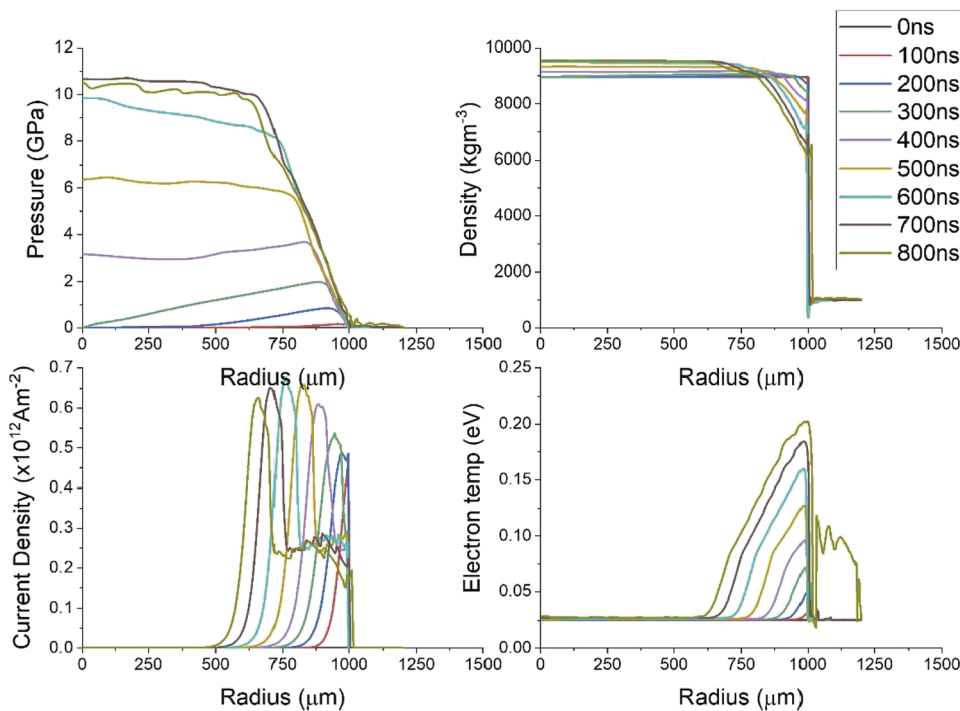 12
10
8
6
4
2
0
Pressure (GPa)
0 250 500 750 1000 1250 1500
Radius (μm)
10000
8000
6000
4000
2000
0
Density (kgm⁻³)
0 250 500 750 1000 1250 1500
Radius (μm)
0ns
100ns
200ns
300ns
400ns
500ns
600ns
700ns
800ns
0.7
0.6
0.5
0.4
0.3
0.2
0.1
0.0
Current Density (x10¹²Am⁻²)
0 250 500 750 1000 1250 1500
Radius (μm)
0.20
0.15
0.10
0.05
0.00
Electron temp (eV)
0 250 500 750 1000 1250 1500
Radius (μm)